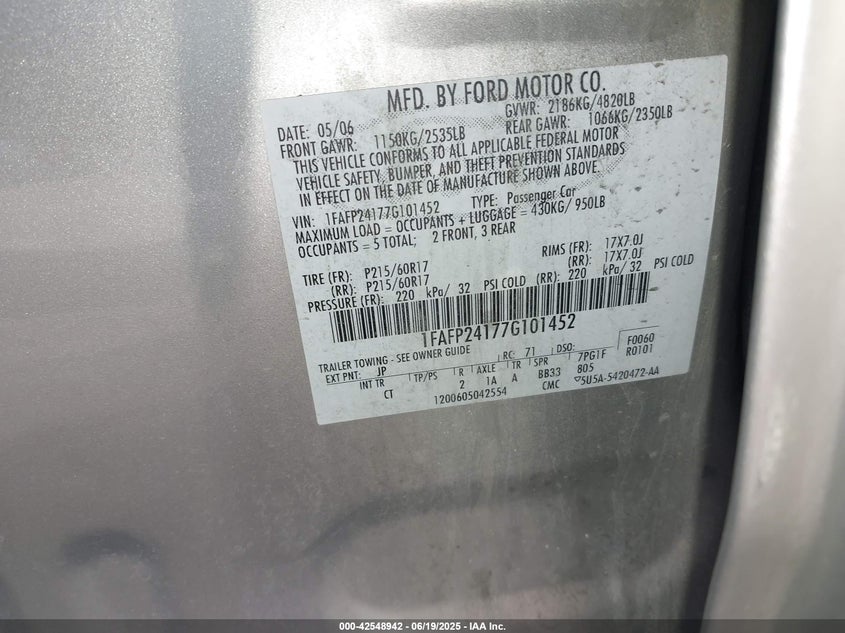 MFD. BY FORD MOTOR CO.
DATE: 05/06 GVWR: 2186KG/4820LB
FRONT GAWR: 1150KG/2535LB REAR GAWR: 1066KG/2350LB
THIS VEHICLE CONFORMS TO ALL APPLICABLE FEDERAL MOTOR
VEHICLE SAFETY, BUMPER, AND THEFT PREVENTION STANDARDS
IN EFFECT ON THE DATE OF MANUFACTURE SHOWN ABOVE.
VIN: 1FAFP24177G101452 TYPE: Passenger Car
MAXIMUM LOAD = OCCUPANTS + LUGGAGE = 430KG/ 950LB
OCCUPANTS = 5 TOTAL; 2 FRONT, 3 REAR
TIRE (FR): P215/60R17 RIMS (FR): 17X7.0J
(RR): P215/60R17 (RR): 17X7.0J
PRESSURE (FR): 220 kPa/ 32 PSI COLD (RR): 220 kPa/ 32 PSI COLD
1FAFP24177G101452
TRAILER TOWING - SEE OWNER GUIDE RC: 71 DSO: F0060
EXT PNT: JP R0101
INT TR TP/PS R AXLE TR SPR 7PG1F
CT 2 1A A BB33 805
1200605042554 CMC 5U5A-5420472-AA
000-42548942 - 06/19/2025 - IAA Inc.